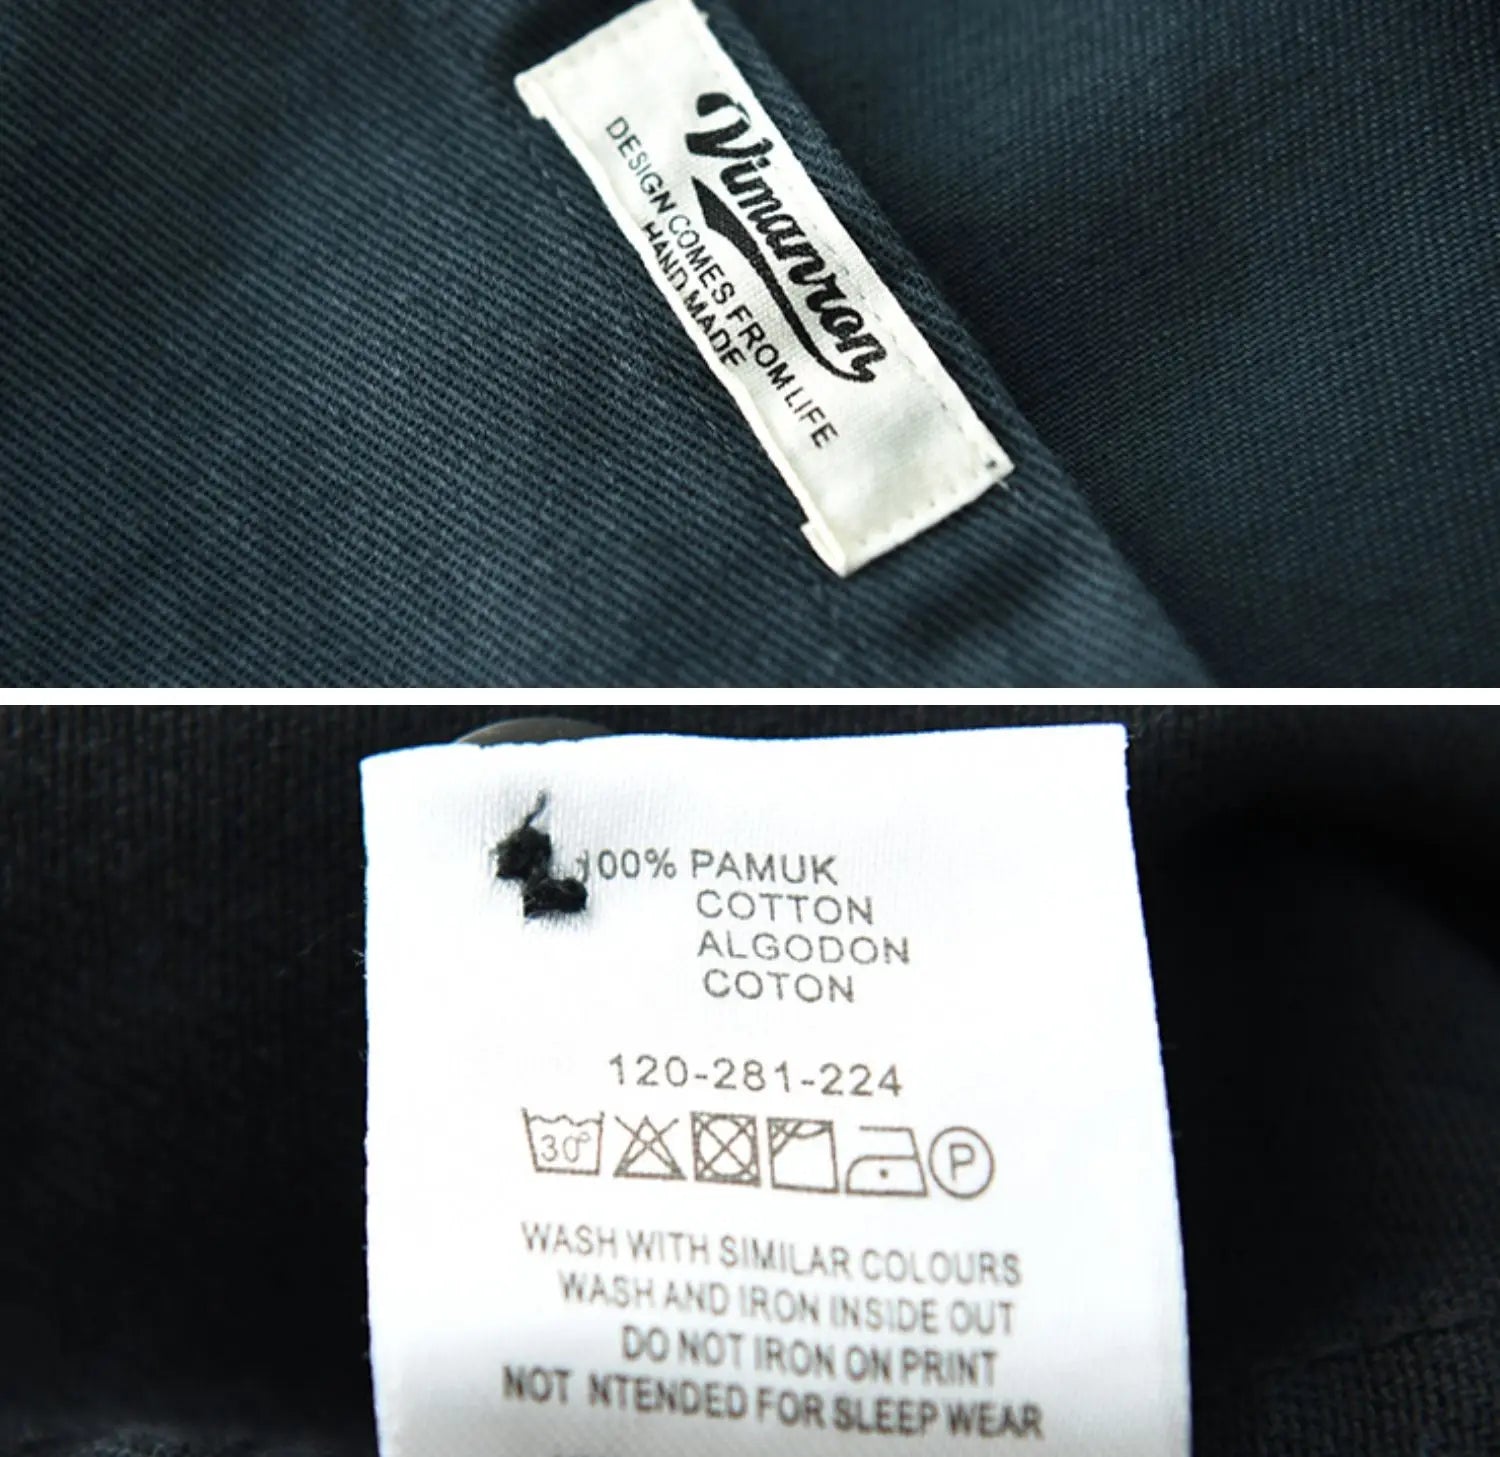 Vimanron
DESIGN COMES FROM LIFE
HAND MADE
100% PAMUK
COTTON
ALGODON
COTON
120-281-224
30°
P
WASH WITH SIMILAR COLOURS
WASH AND IRON INSIDE OUT
DO NOT IRON ON PRINT
NOT NTENDED FOR SLEEP WEAR